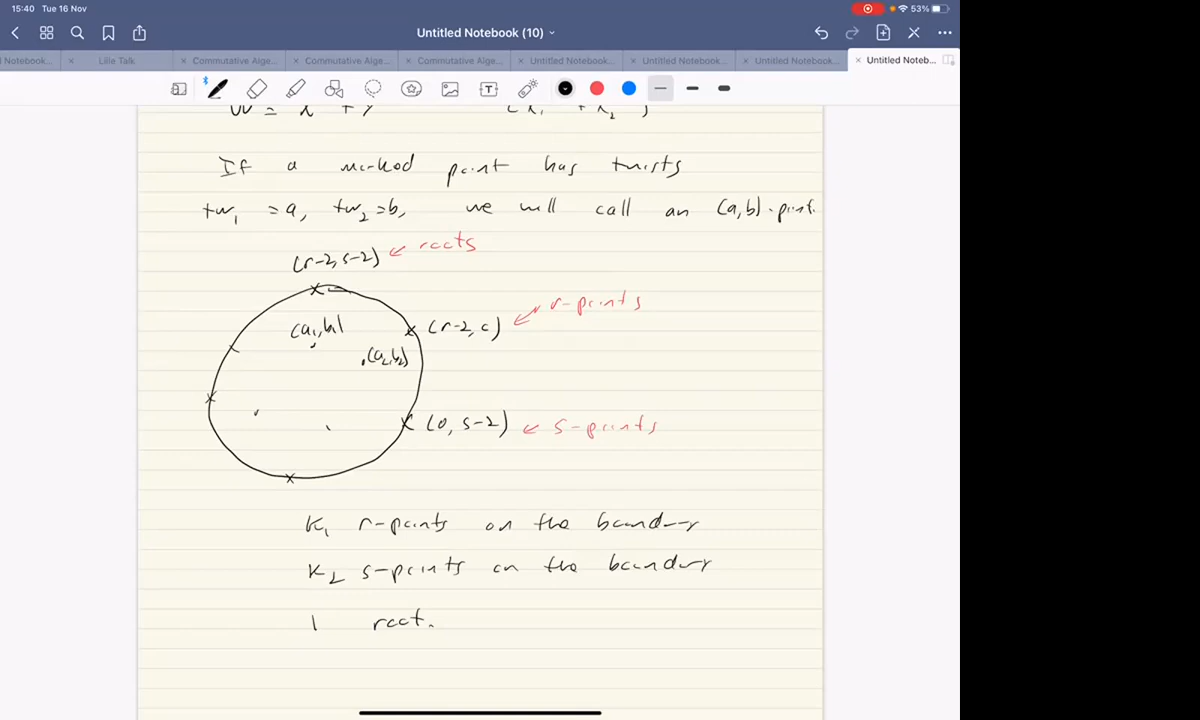 15:40 Tue 16 Nov
53%
Untitled Notebook (10)
Notebook...
Lille Talk
Commutative Alge...
Commutative Alge...
Commutative Alge...
Untitled Notebook...
Untitled Notebook...
Untitled Notebook...
Untitled Noteb...
If a marked point has twists
tw₁ = a, tw₂ = b, we will call an (a,b)-point.
(r-2, s-2) ← roots
(a₁, b₁)
(r-2, 0) ← r-points
(a₂, b₂)
(0, s-2) ← s-points
k₁ r-points on the boundary
k₂ s-points on the boundary
1 root.